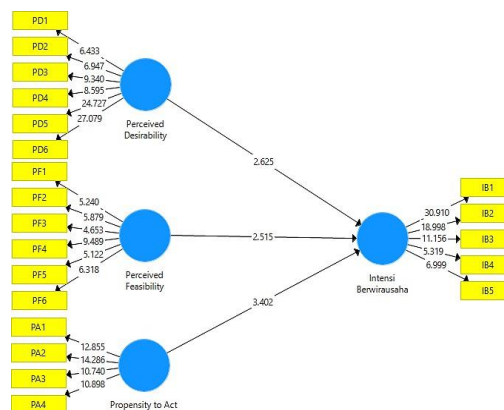 PD1
PD2
PD3
PD4
PD5
PD6
6.433
6.947
9.340
8.595
24.727
27.079
Perceived
Desirability
2.625
PF1
PF2
PF3
PF4
PF5
PF6
5.240
5.879
4.653
9.489
5.122
6.318
Perceived
Feasibility
2.515
PA1
PA2
PA3
PA4
12.855
14.286
10.740
10.898
Propensity to Act
3.402
Intensi
Berwirausaha
30.910
18.998
11.156
5.319
6.999
IB1
IB2
IB3
IB4
IB5